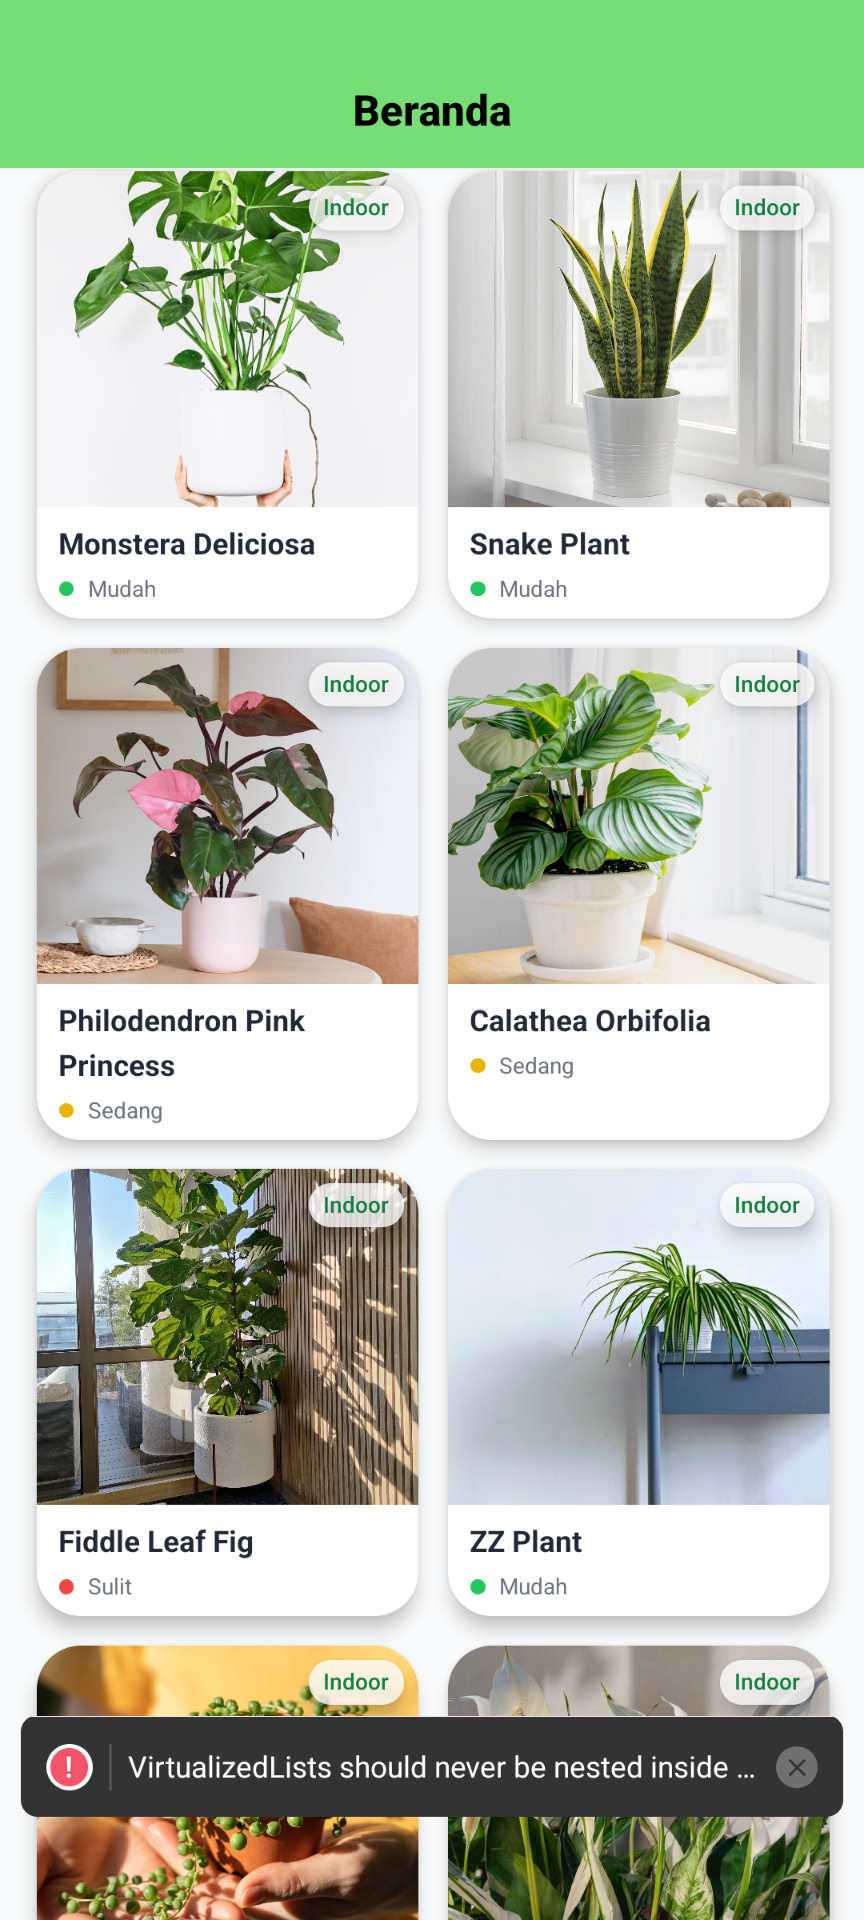 Beranda
Indoor
Indoor
Monstera Deliciosa
Mudah
Snake Plant
Mudah
Indoor
Indoor
Philodendron Pink
Princess
Sedang
Calathea Orbifolia
Sedang
Indoor
Indoor
Fiddle Leaf Fig
Sulit
ZZ Plant
Mudah
Indoor
Indoor
! VirtualizedLists should never be nested inside ...